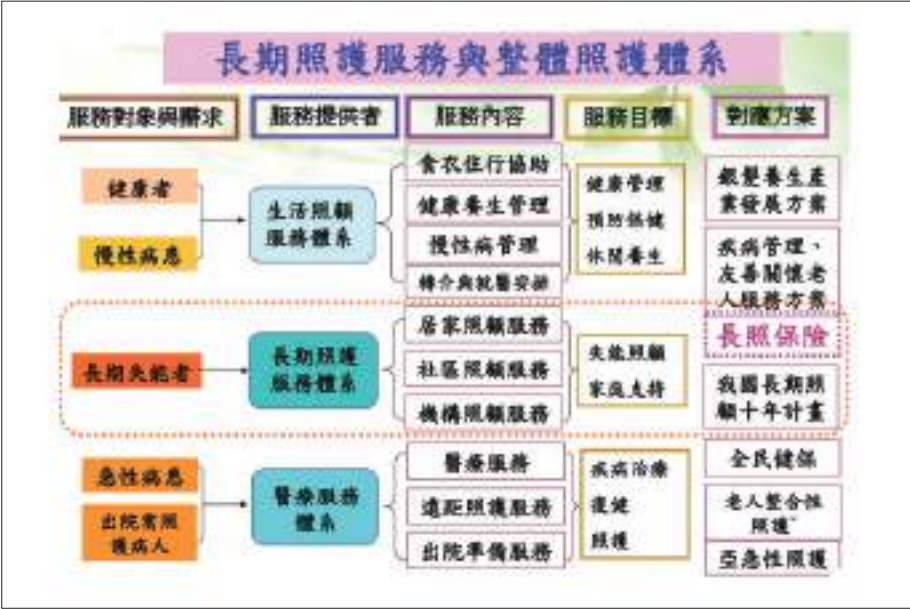 長期照護服務與整體照護體系
服務對象與需求
服務提供者
服務內容
服務目標
對應方案
健康者
慢性病患
生活照顧
服務體系
食衣住行協助
健康養生管理
慢性病管理
轉介與就醫安排
健康管理
預防保健
休閒養生
銀髮養生產
業發展方案
疾病管理、
友善關懷老
人服務方案
長期失能者
長期照護
服務體系
居家照顧服務
社區照顧服務
機構照顧服務
失能照顧
家庭支持
長照保險
我國長期照
顧十年計畫
急性病患
出院需照
護病人
醫療服務
體系
醫療服務
遠距照護服務
出院準備服務
疾病治療
復健
照護
全民健保
老人整合性
照護
亞急性照護